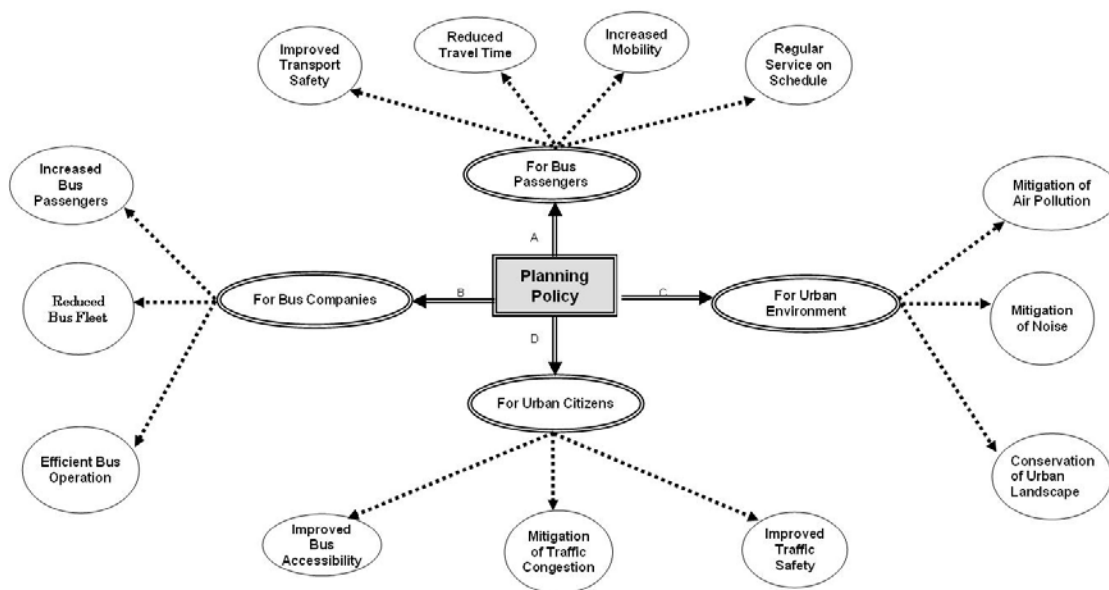 Improved
Transport
Safety
Reduced
Travel Time
Increased
Mobility
Regular
Service on
Schedule
For Bus
Passengers
Increased
Bus
Passengers
Reduced
Bus Fleet
Efficient Bus
Operation
For Bus Companies
A
B
Planning
Policy
C
D
For Urban
Environment
Mitigation of
Air Pollution
Mitigation
of Noise
Conservation
of Urban
Landscape
For Urban Citizens
Improved
Bus
Accessibility
Mitigation
of Traffic
Congestion
Improved
Traffic
Safety